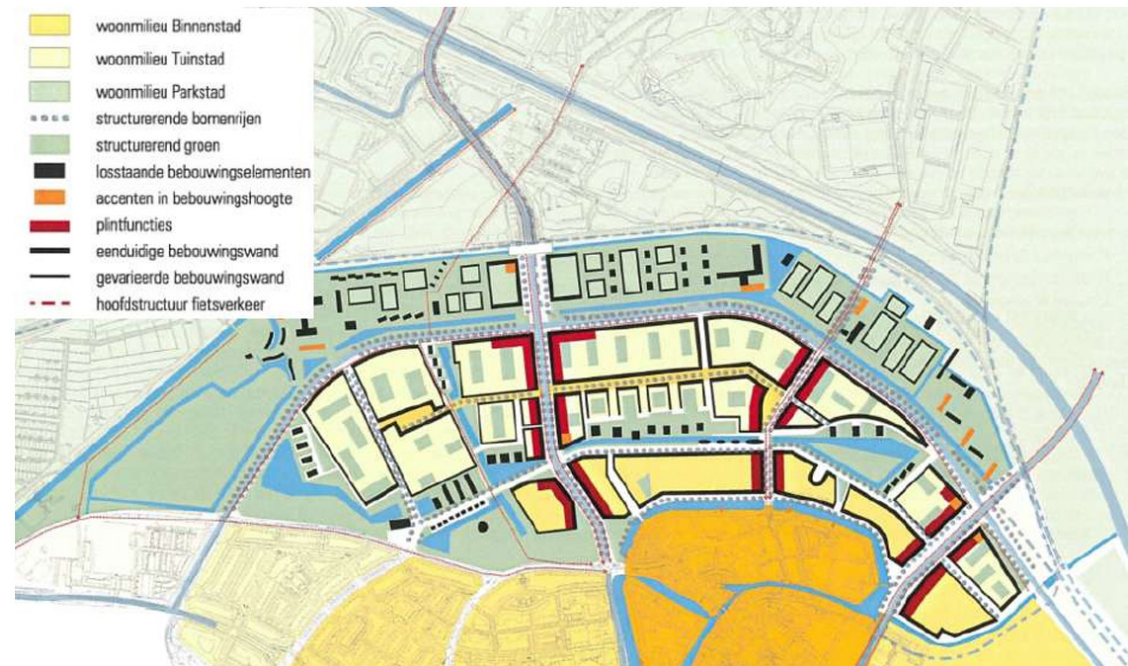 woonmilieu Binnenstad
woonmilieu Tuinstad
woonmilieu Parkstad
structurerende bomenrijen
structurerend groen
losstaande bebouwingselementen
accenten in bebouwingshoogte
plintfuncties
eenduidige bebouwingswand
gevarieerde bebouwingswand
hoofdstructuur fietsverkeer